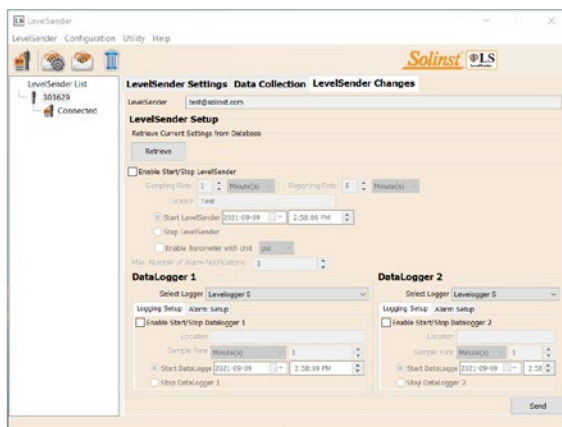 LS LevelSender
LevelSender Configuration Utility Help
Solinst LS
LevelSender List
303629
Connected
LevelSender Settings Data Collection LevelSender Changes
LevelSender test@solinst.com
LevelSender Setup
Retrieve Current Settings from Database
Retrieve
Enable Start/Stop LevelSender
Sampling Rate 1 Minute(s) Reporting Rate 5 Minute(s)
Location Test
Start LevelSender 2021-09-09 2:58:09 PM
Stop LevelSender
Enable Barometer with Unit psi
Max. Number of Alarm Notifications: 3
DataLogger 1
Select Logger Levelogger 5
Logging Setup Alarm Setup
Enable Start/Stop Datalogger 1
Location
Sample Rate Minute(s) 1
Start DataLogge 2021-09-09 2:58:09 PM
Stop DataLogger 1
DataLogger 2
Select Logger Levelogger 5
Logging Setup Alarm Setup
Enable Start/Stop Datalogger 2
Location
Sample Rate Minute(s) 1
Start DataLogge 2021-09-09 2:58
Stop DataLogger 2
Send